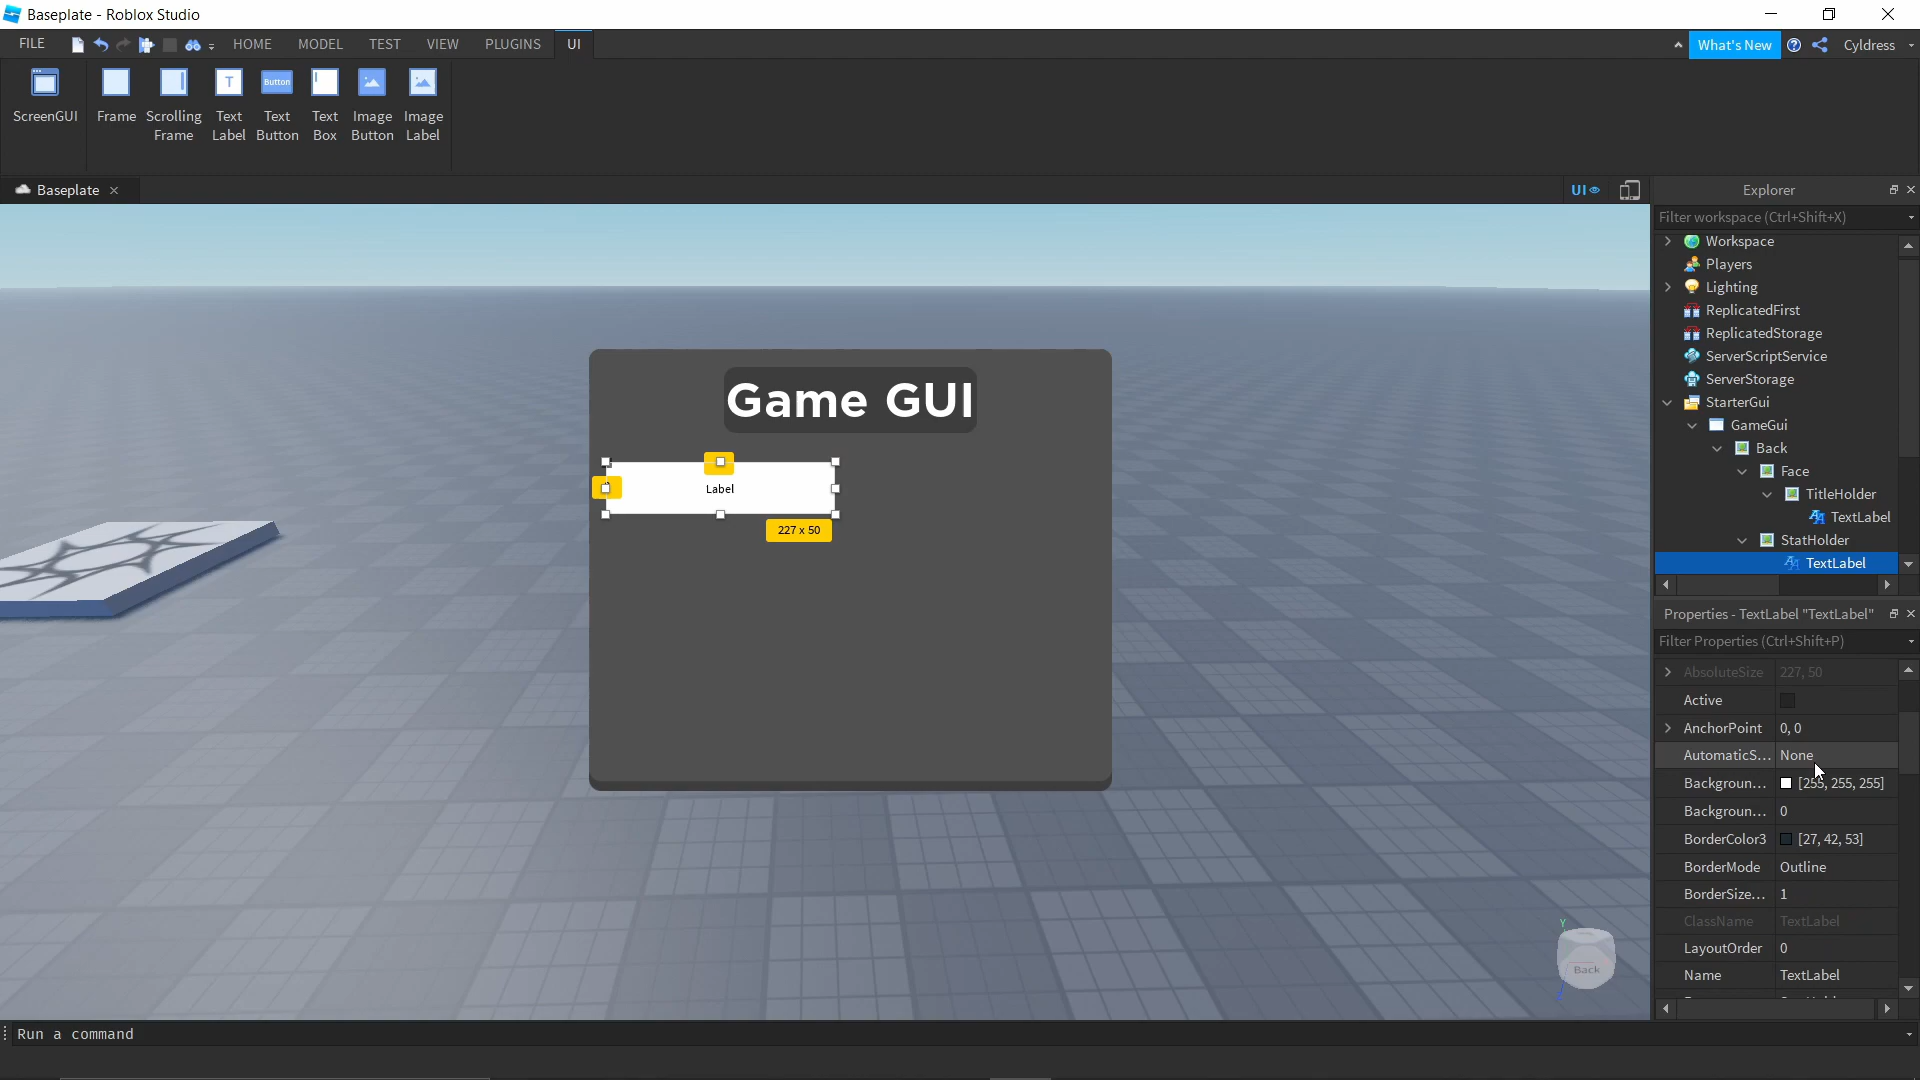 Baseplate - Roblox Studio
FILE HOME MODEL TEST VIEW PLUGINS UI What's New Cyldress
ScreenGUI Frame Scrolling Frame Text Label Button Text Button Text Box Image Button Image Label
Baseplate UI
Explorer
Filter workspace (Ctrl+Shift+X)
Workspace
Players
Lighting
ReplicatedFirst
ReplicatedStorage
ServerScriptService
ServerStorage
StarterGui
GameGui
Back
Face
TitleHolder
TextLabel
StatHolder
TextLabel
Game GUI
Label
227 x 50
Properties - TextLabel "TextLabel"
Filter Properties (Ctrl+Shift+P)
AbsoluteSize 227, 50
Active
AnchorPoint 0, 0
AutomaticS... None
Backgroun... [255, 255, 255]
Backgroun... 0
BorderColor3 [27, 42, 53]
BorderMode Outline
BorderSize... 1
ClassName TextLabel
LayoutOrder 0
Name TextLabel
Y
Back
Run a command